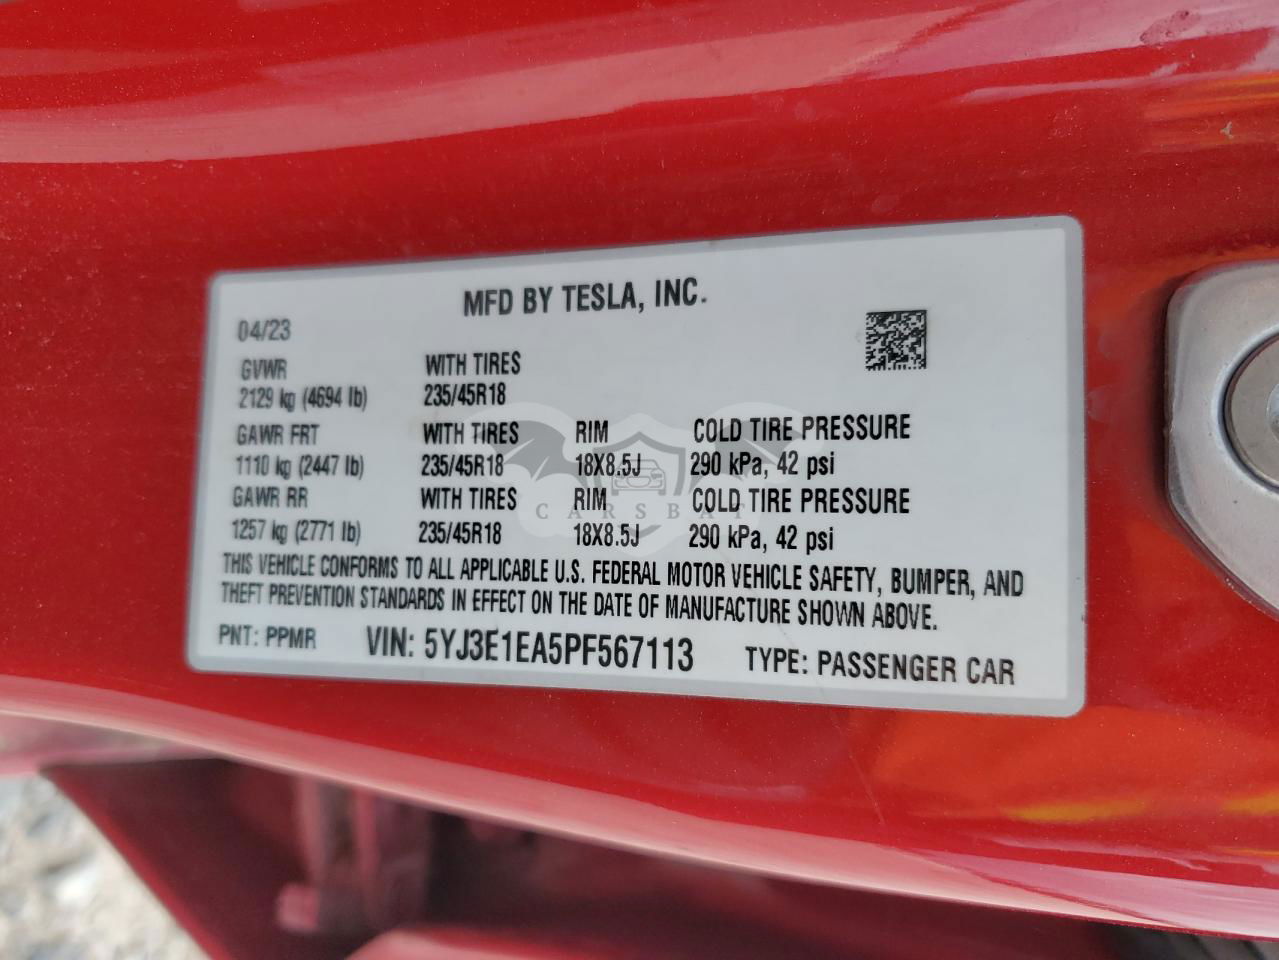 MFD BY TESLA, INC.
04/23
GVWR WITH TIRES
2129 kg (4694 lb) 235/45R18
GAWR FRT WITH TIRES RIM COLD TIRE PRESSURE
1110 kg (2447 lb) 235/45R18 18X8.5J 290 kPa, 42 psi
GAWR RR WITH TIRES RIM COLD TIRE PRESSURE
CARSBAT
1257 kg (2771 lb) 235/45R18 18X8.5J 290 kPa, 42 psi
THIS VEHICLE CONFORMS TO ALL APPLICABLE U.S. FEDERAL MOTOR VEHICLE SAFETY, BUMPER, AND
THEFT PREVENTION STANDARDS IN EFFECT ON THE DATE OF MANUFACTURE SHOWN ABOVE.
PNT: PPMR VIN: 5YJ3E1EA5PF567113 TYPE: PASSENGER CAR